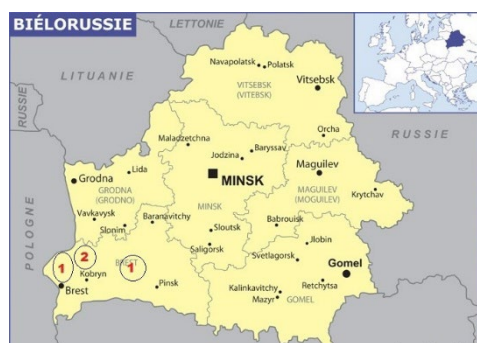 BIÉLORUSSIE
LETTONIE
LITUANIE
RUSSIE
RUSSIE
POLOGNE
Navapolatsk
Polatsk
VITSEBSK
(VITEBSK)
Vitsebsk
Orcha
Maladzetchna
Baryssav
Jodzina
MINSK
MINSK
Maguilev
MAGUILEV
(MOGUILEV)
Krytchav
Lida
Grodna
GRODNA
(GRODNO)
Vavkavysk
Slonim
Baranavitchy
Sloutsk
Saligorsk
Babrouisk
Jlobin
Svetlagorsk
Gomel
Retchytsa
Kalinkavitchy
Mazyr
GOMEL
1
2
BREST
1
Kobryn
Pinsk
Brest